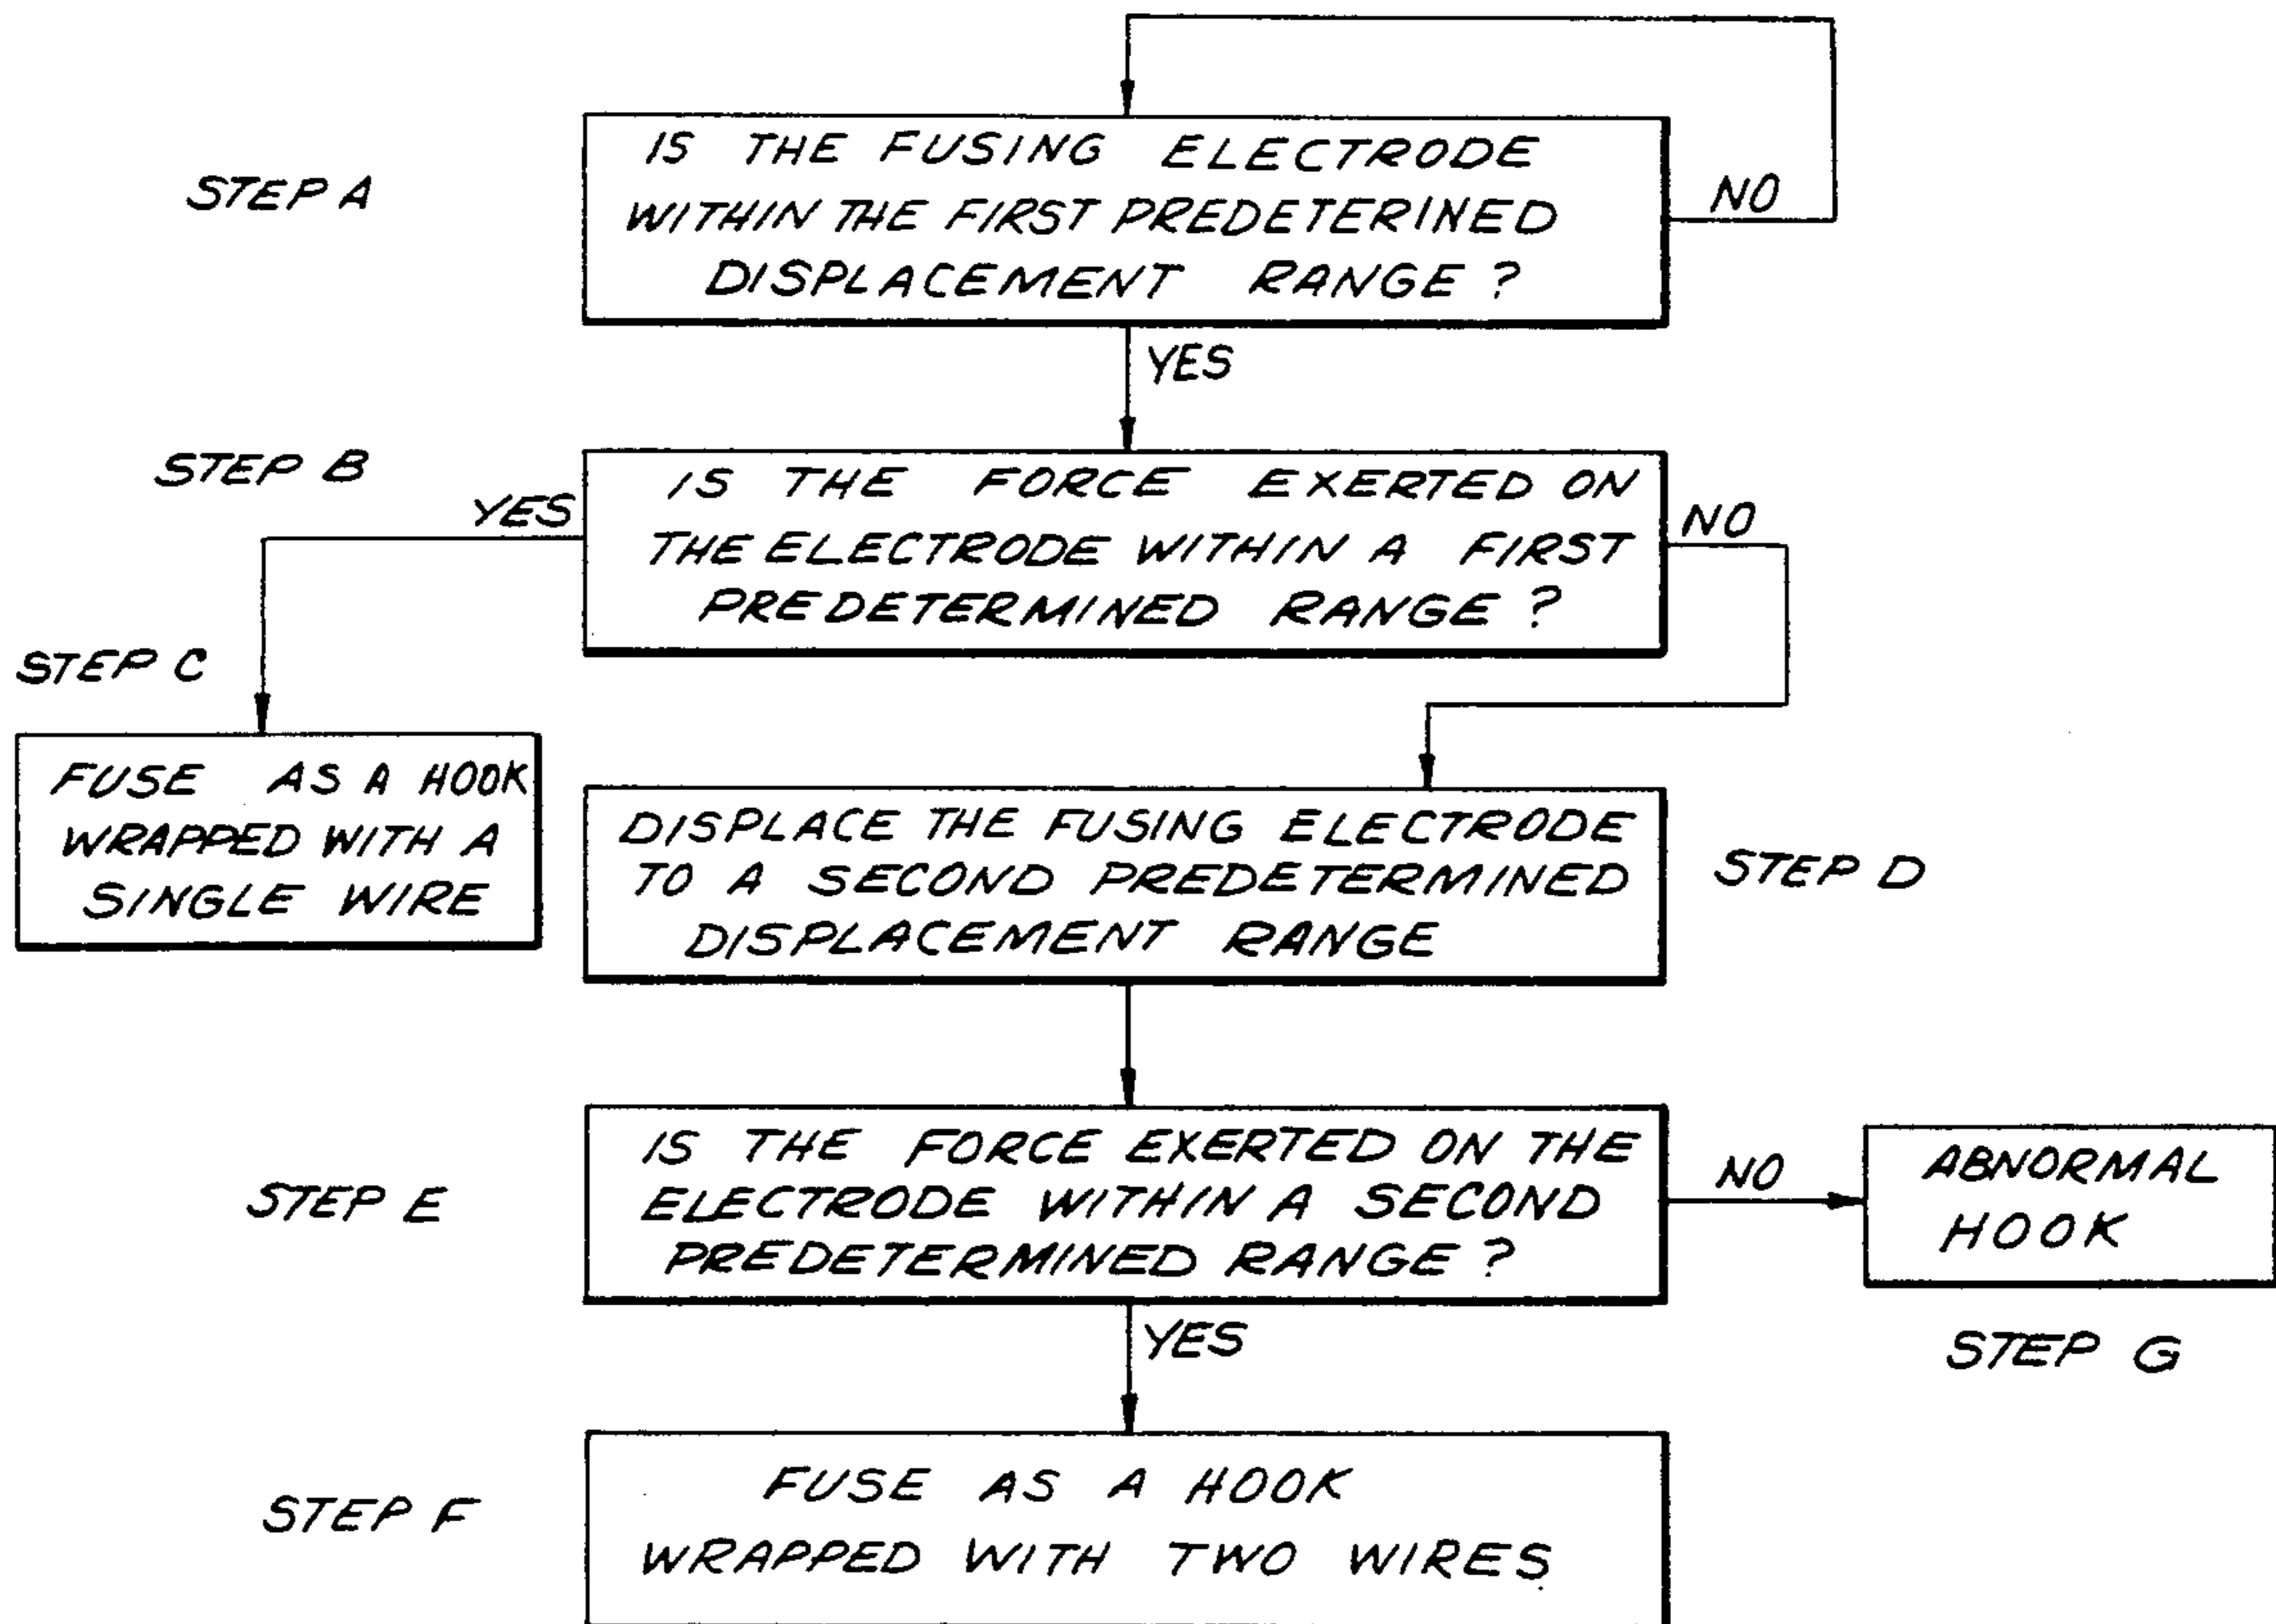 STEP A
IS THE FUSING ELECTRODE
WITHIN THE FIRST PREDETERINED
DISPLACEMENT RANGE?
NO
YES
STEP B
IS THE FORCE EXERTED ON
THE ELECTRODE WITHIN A FIRST
PREDETERMINED RANGE?
YES
NO
STEP C
FUSE AS A HOOK
WRAPPED WITH A
SINGLE WIRE
DISPLACE THE FUSING ELECTRODE
TO A SECOND PREDETERMINED
DISPLACEMENT RANGE
STEP D
STEP E
IS THE FORCE EXERTED ON THE
ELECTRODE WITHIN A SECOND
PREDETERMINED RANGE?
NO
ABNORMAL
HOOK
STEP G
YES
STEP F
FUSE AS A HOOK
WRAPPED WITH TWO WIRES